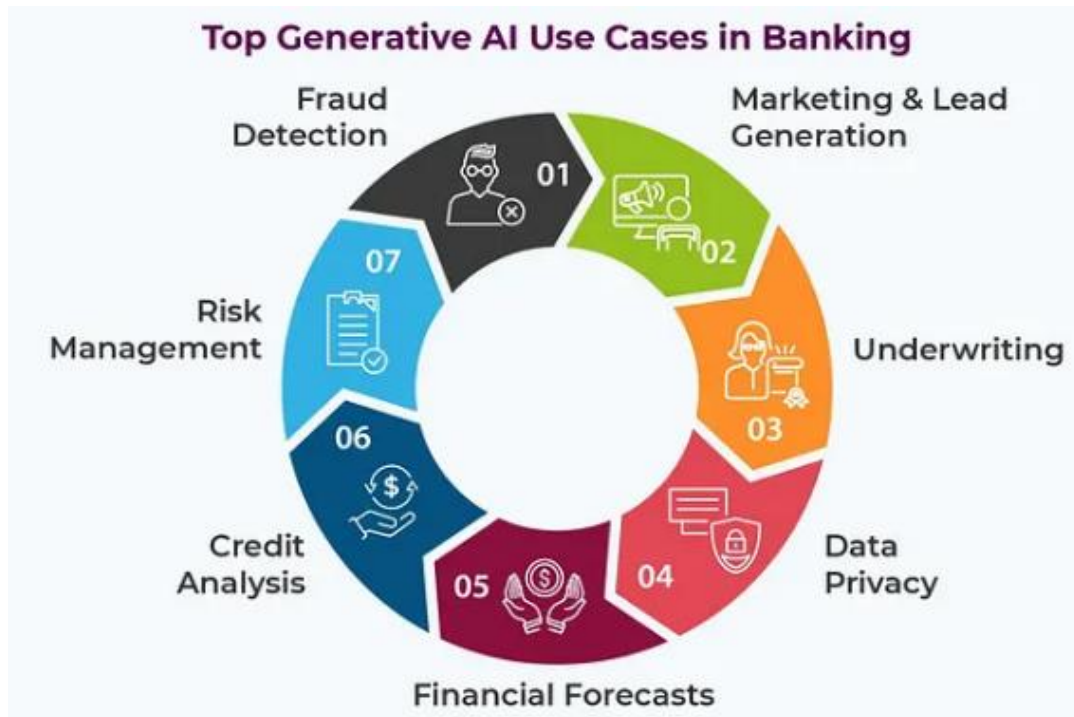 Top Generative AI Use Cases in Banking
Fraud
Detection
01
Marketing & Lead
Generation
02
Underwriting
03
Data
Privacy
04
Financial Forecasts
05
$
Credit
Analysis
06
$
Risk
Management
07